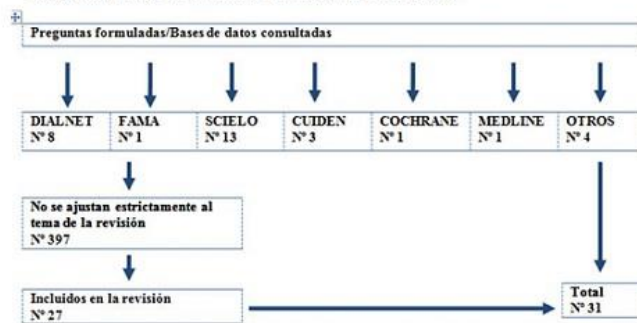 Preguntas formuladas/Bases de datos consultadas
DIALNET
Nº 8
FAMA
Nº 1
SCIELO
Nº 13
CUIDEN
Nº 3
COCHRANE
Nº 1
MEDLINE
Nº 1
OTROS
Nº 4
No se ajustan estrictamente al
tema de la revisión
Nº 397
Incluidos en la revisión
Nº 27
Total
Nº 31